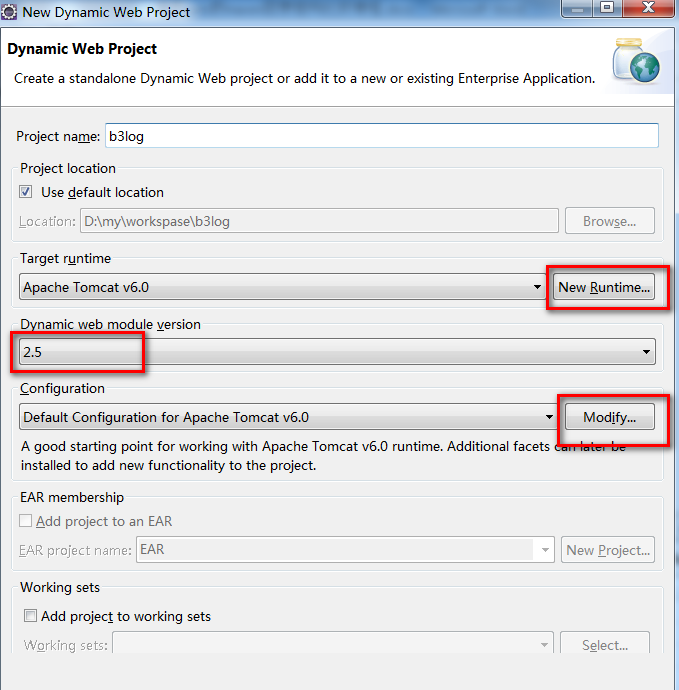 New Dynamic Web Project
Dynamic Web Project
Create a standalone Dynamic Web project or add it to a new or existing Enterprise Application.
Project name: b3log
Project location
Use default location
Location: D:\my\workspase\b3log Browse...
Target runtime
Apache Tomcat v6.0 New Runtime...
Dynamic web module version
2.5
Configuration
Default Configuration for Apache Tomcat v6.0 Modify...
A good starting point for working with Apache Tomcat v6.0 runtime. Additional facets can later be
installed to add new functionality to the project.
EAR membership
Add project to an EAR
EAR project name: EAR New Project...
Working sets
Add project to working sets
Working sets: Select...